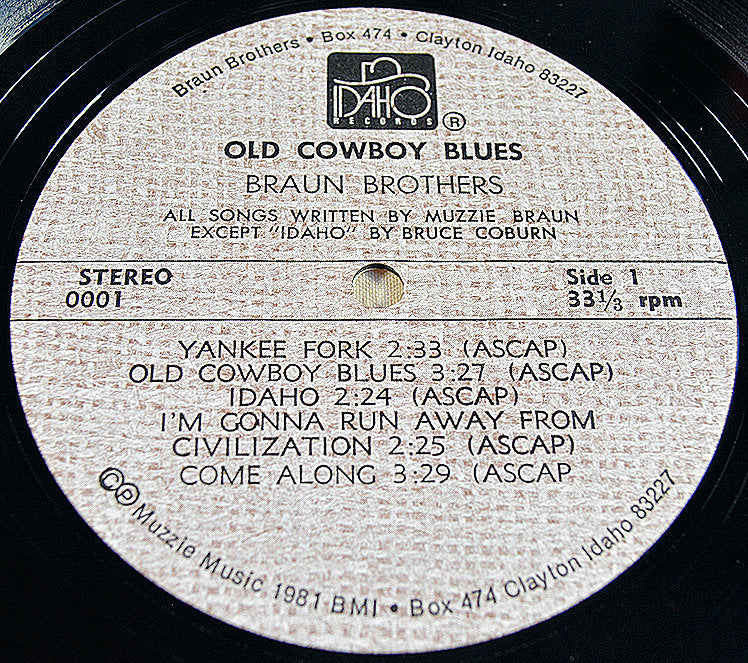 Braun Brothers • Box 474 • Clayton Idaho 83227
IDAHO
RECORDS
®
OLD COWBOY BLUES
BRAUN BROTHERS
ALL SONGS WRITTEN BY MUZZIE BRAUN
EXCEPT "IDAHO" BY BRUCE COBURN
STEREO
0001
Side 1
33 1/3 rpm
YANKEE FORK 2:33 (ASCAP)
OLD COWBOY BLUES 3:27 (ASCAP)
IDAHO 2:24 (ASCAP)
I'M GONNA RUN AWAY FROM
CIVILIZATION 2:25 (ASCAP)
COME ALONG 3:29 (ASCAP
©℗ Muzzie Music 1981 BMI • Box 474 Clayton Idaho 83227